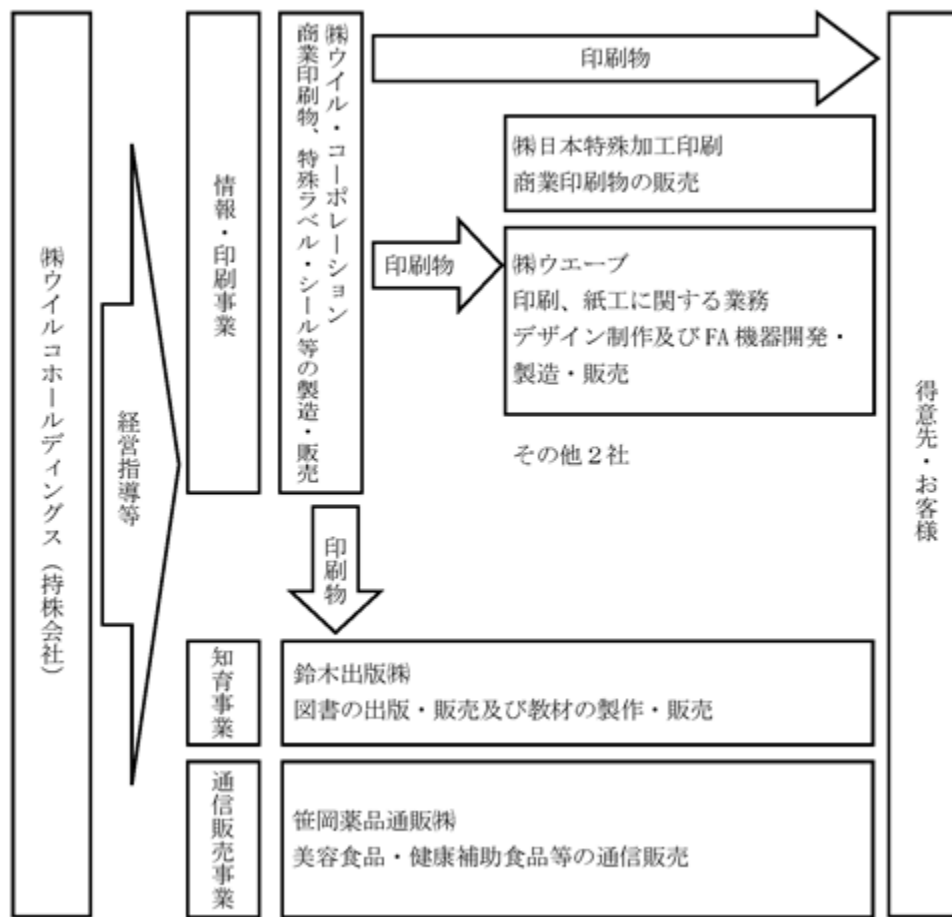 ㈱ウイルコホールディングス（持株会社）
経営指導等
情報・印刷事業
㈱ウイル・コーポレーション
商業印刷物、特殊ラベル・シール等の製造・販売
印刷物
㈱日本特殊加工印刷
商業印刷物の販売
印刷物
㈱ウエーブ
印刷、紙工に関する業務
デザイン制作及びFA機器開発・
製造・販売
その他２社
印刷物
知育事業
鈴木出版㈱
図書の出版・販売及び教材の製作・販売
通信販売事業
笹岡薬品通販㈱
美容食品・健康補助食品等の通信販売
得意先・お客様